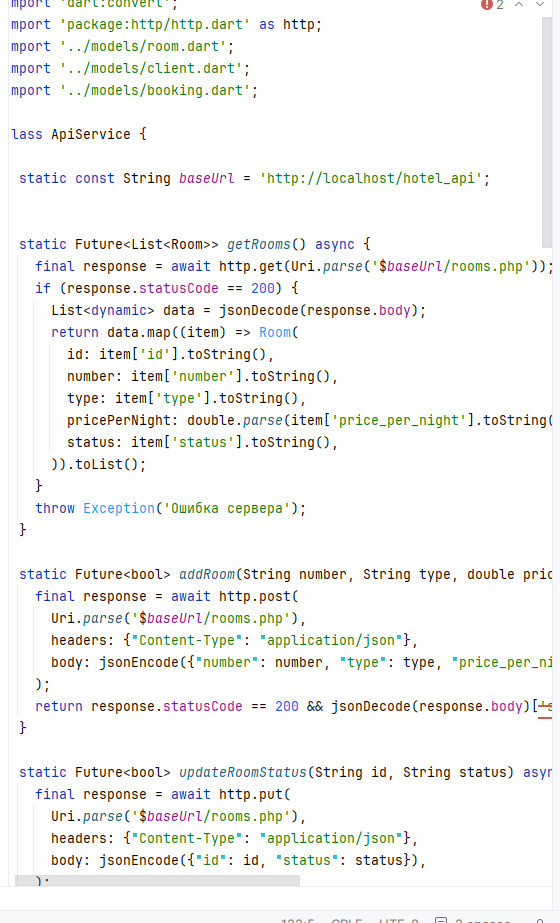 mport 'dart:convert';
2
mport 'package:http/http.dart' as http;
mport '../models/room.dart';
mport '../models/client.dart';
mport '../models/booking.dart';
lass ApiService {
static const String baseUrl = 'http://localhost/hotel_api';
static Future<List<Room>> getRooms() async {
final response = await http.get(Uri.parse('$baseUrl/rooms.php'));
if (response.statusCode == 200) {
List<dynamic> data = jsonDecode(response.body);
return data.map((item) => Room(
id: item['id'].toString(),
number: item['number'].toString(),
type: item['type'].toString(),
pricePerNight: double.parse(item['price_per_night'].toString(
status: item['status'].toString(),
)).toList();
}
throw Exception('Ошибка сервера');
}
static Future<bool> addRoom(String number, String type, double pric
final response = await http.post(
Uri.parse('$baseUrl/rooms.php'),
headers: {"Content-Type": "application/json"},
body: jsonEncode({"number": number, "type": type, "price_per_ni
);
return response.statusCode == 200 && jsonDecode(response.body)['s
}
static Future<bool> updateRoomStatus(String id, String status) asyn
final response = await http.put(
Uri.parse('$baseUrl/rooms.php'),
headers: {"Content-Type": "application/json"},
body: jsonEncode({"id": id, "status": status}),
);